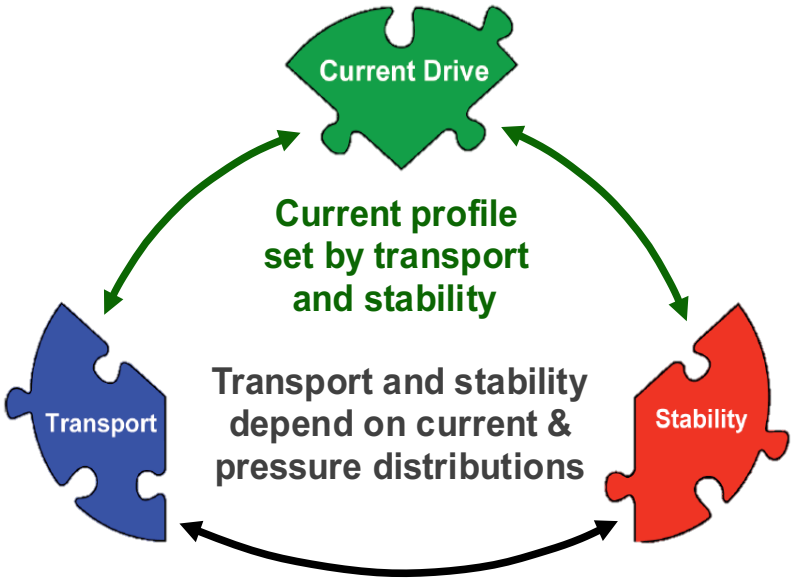 Current Drive
Current profile
set by transport
and stability
Transport and stability
depend on current &
pressure distributions
Transport
Stability